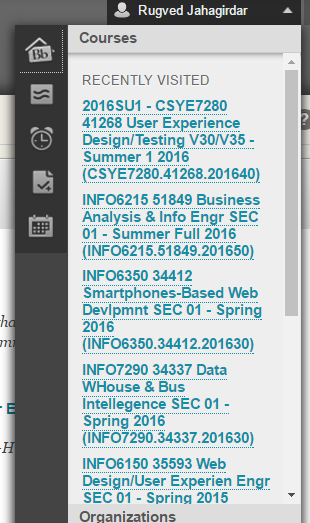 Rugved Jahagirdar
Courses
Bb
RECENTLY VISITED
2016SU1 - CSYE7280
41268 User Experience
Design/Testing V30/V35 -
Summer 1 2016
(CSYE7280.41268.201640)
INFO6215 51849 Business
Analysis & Info Engr SEC
01 - Summer Full 2016
(INFO6215.51849.201650)
INFO6350 34412
Smartphones-Based Web
Devlpmnt SEC 01 - Spring
2016
(INFO6350.34412.201630)
INFO7290 34337 Data
WHouse & Bus
Intellegence SEC 01 -
Spring 2016
(INFO7290.34337.201630)
INFO6150 35593 Web
Design/User Experien Engr
SEC 01 - Spring 2015
Organizations